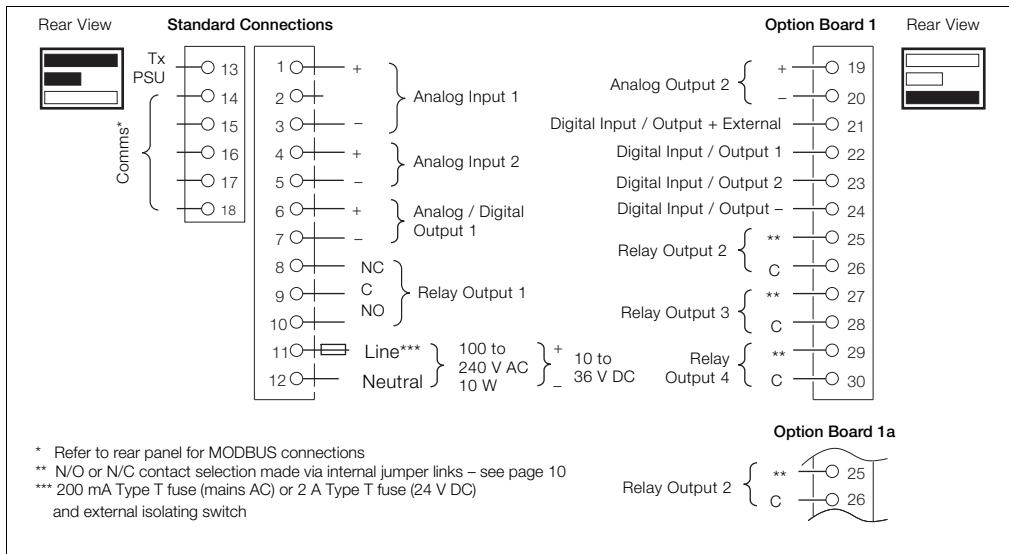 Rear View Standard Connections Option Board 1 Rear View
Tx 13 1 + + 19
PSU Analog Output 2
14 2 Analog Input 1 – 20
15 3 – Digital Input / Output + External 21
Comms*
16 4 + Digital Input / Output 1 22
Analog Input 2
17 5 – Digital Input / Output 2 23
18 6 + Analog / Digital Digital Input / Output – 24
Output 1
7 – ** 25
Relay Output 2
8 NC C 26
9 C Relay Output 1 ** 27
NO Relay Output 3
10 C 28
11 Line*** 100 to + 10 to Relay ** 29
240 V AC 36 V DC Output 4
12 Neutral 10 W – C 30
Option Board 1a
* Refer to rear panel for MODBUS connections
** N/O or N/C contact selection made via internal jumper links – see page 10
*** 200 mA Type T fuse (mains AC) or 2 A Type T fuse (24 V DC)
and external isolating switch
** 25
Relay Output 2
C 26